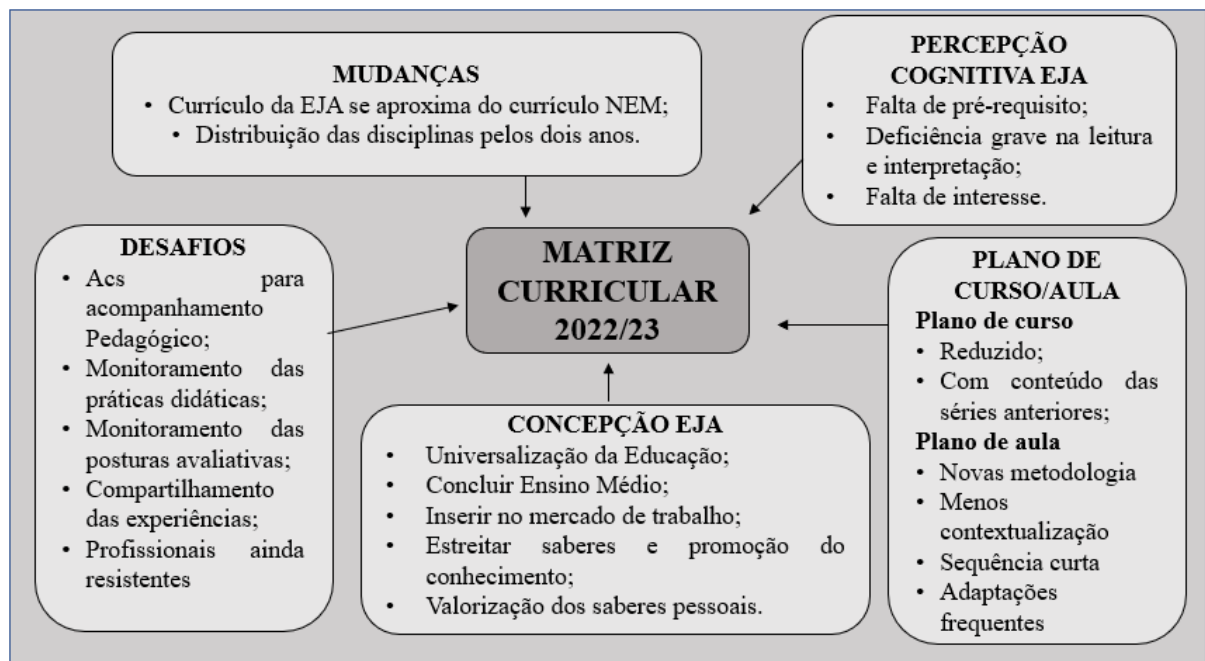 MUDANÇAS
• Currículo da EJA se aproxima do currículo NEM;
• Distribuição das disciplinas pelos dois anos.
PERCEPÇÃO
COGNITIVA EJA
• Falta de pré-requisito;
• Deficiência grave na leitura
e interpretação;
• Falta de interesse.
DESAFIOS
• Acs para
acompanhamento
Pedagógico;
• Monitoramento das
práticas didáticas;
• Monitoramento das
posturas avaliativas;
• Compartilhamento
das experiências;
• Profissionais ainda
resistentes
MATRIZ
CURRICULAR
2022/23
PLANO DE
CURSO/AULA
Plano de curso
• Reduzido;
• Com conteúdo das
séries anteriores;
Plano de aula
• Novas metodologia
• Menos
contextualização
• Sequência curta
• Adaptações
frequentes
CONCEPÇÃO EJA
• Universalização da Educação;
• Concluir Ensino Médio;
• Inserir no mercado de trabalho;
• Estreitar saberes e promoção do
conhecimento;
• Valorização dos saberes pessoais.